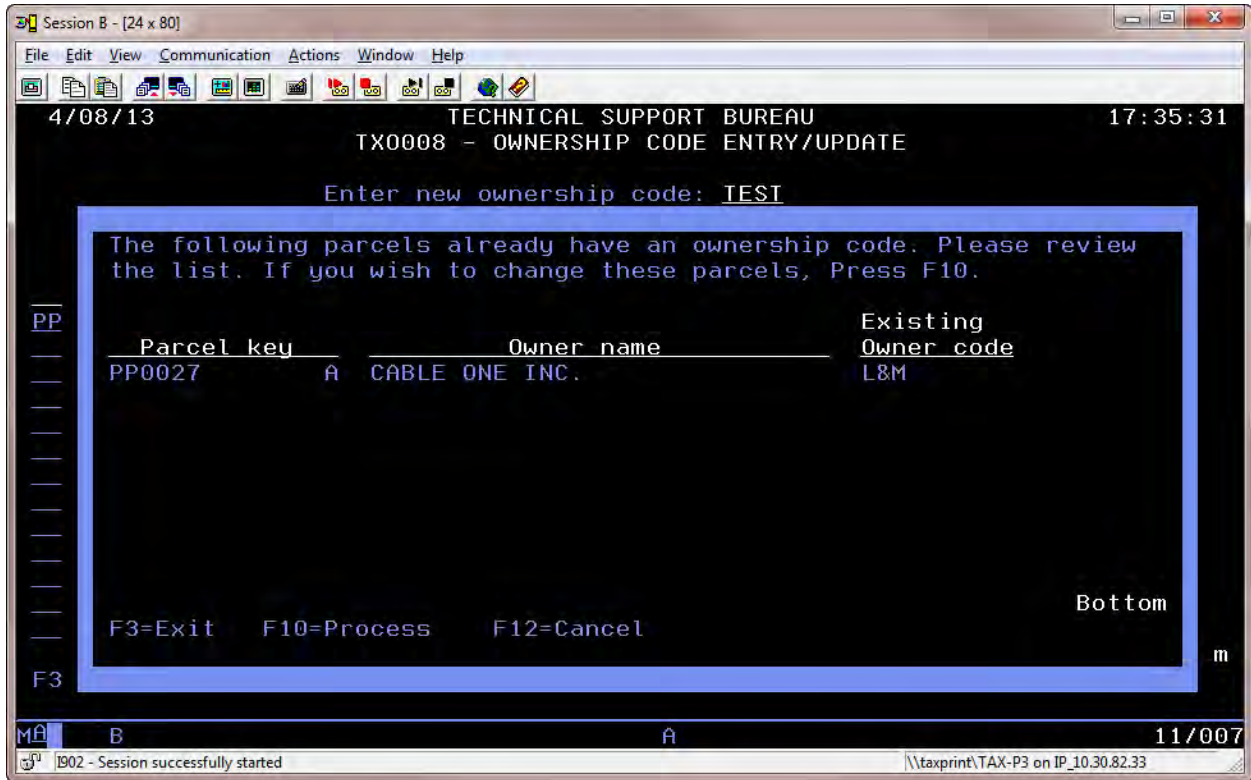 Session B - [24 x 80]
File Edit View Communication Actions Window Help
4/08/13 TECHNICAL SUPPORT BUREAU 17:35:31
TXO008 - OWNERSHIP CODE ENTRY/UPDATE
Enter new ownership code: TEST
The following parcels already have an ownership code. Please review
the list. If you wish to change these parcels, Press F10.
PP Existing
Parcel key Owner name Owner code
PP0027 A CABLE ONE INC. L&M
Bottom
F3=Exit F10=Process F12=Cancel
m
F3
MA B A 11/007
I902 - Session successfully started \\taxprint\TAX-P3 on IP_10.30.82.33